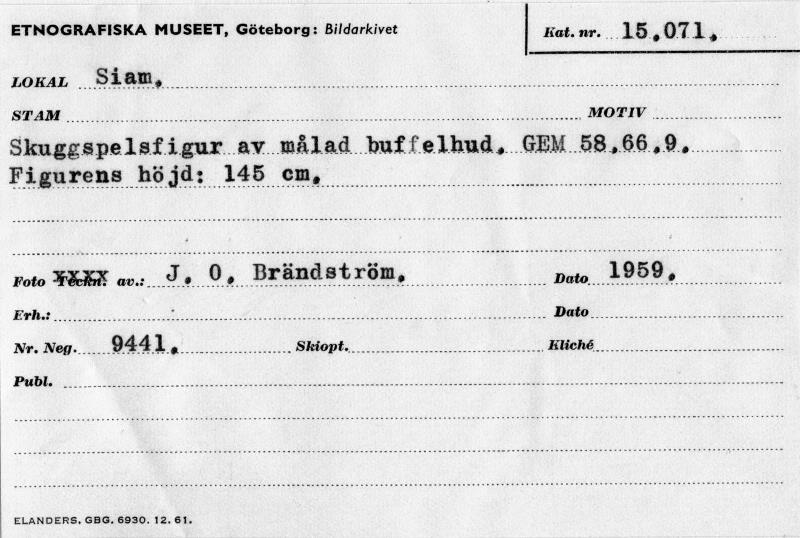 ETNOGRAFISKA MUSEET, Göteborg: Bildarkivet
Kat. nr. 15.071.
LOKAL Siam.
STAM MOTIV
Skuggspelsfigur av målad buffelhud. GEM 58.66.9.
Figurens höjd: 145 cm.
Foto Teckn. av.: J. O. Brändström. Dato 1959.
Erh.: Dato
Nr. Neg. 9441. Skiopt. Kliché
Publ.
ELANDERS, GBG. 6930. 12. 61.